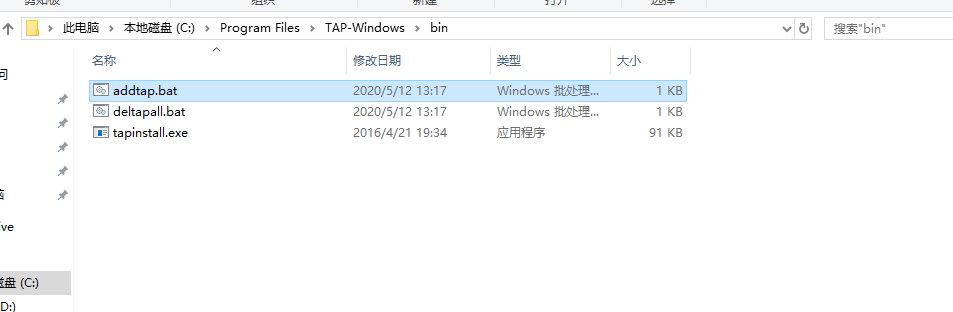 剪贴板 组织 新建 打开 选择
此电脑 本地磁盘 (C:) Program Files TAP-Windows bin 搜索"bin"
名称 修改日期 类型 大小
问
addtap.bat 2020/5/12 13:17 Windows 批处理... 1 KB
deltapall.bat 2020/5/12 13:17 Windows 批处理... 1 KB
tapinstall.exe 2016/4/21 19:34 应用程序 91 KB
脑
ive
磁盘 (C:)
D:)